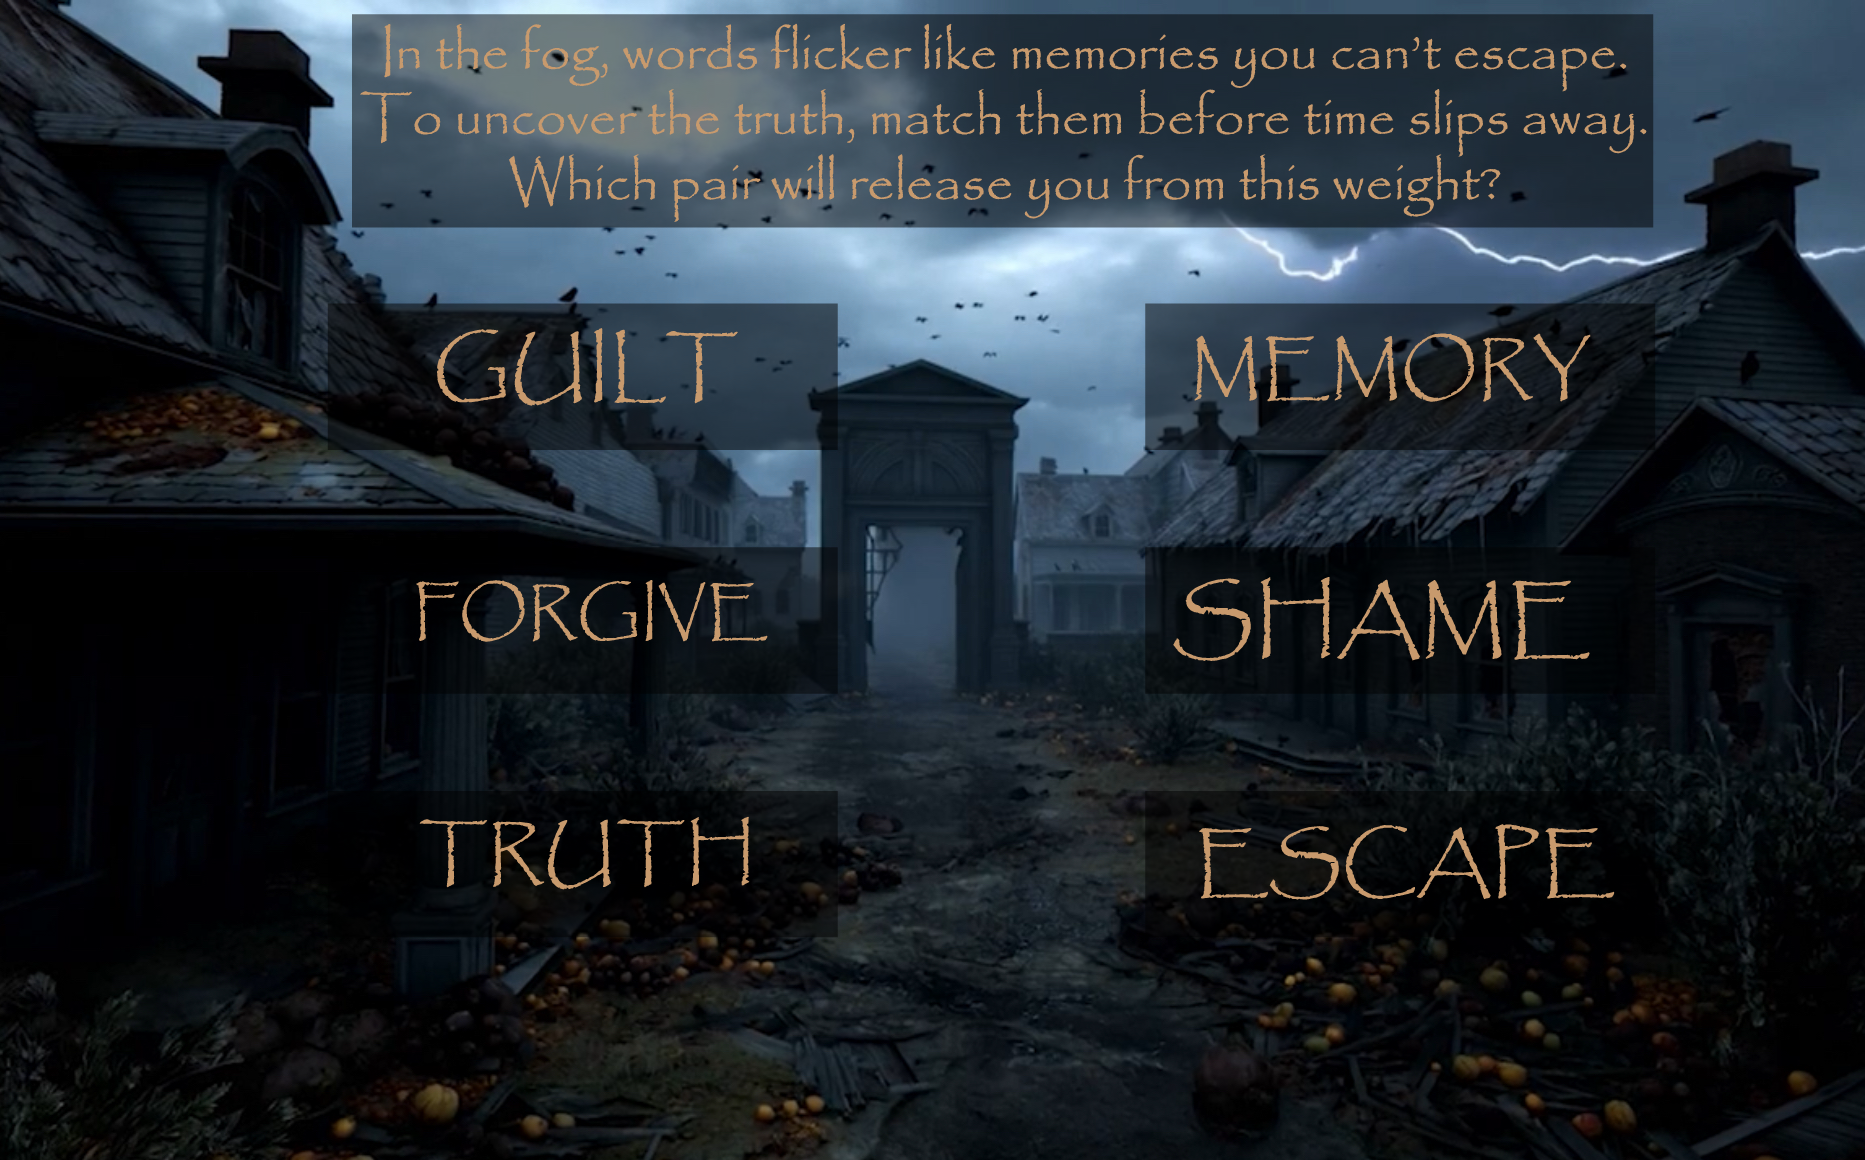 In the fog, words flicker like memories you can’t escape.
To uncover the truth, match them before time slips away.
Which pair will release you from this weight?
GUILT
MEMORY
FORGIVE
SHAME
TRUTH
ESCAPE